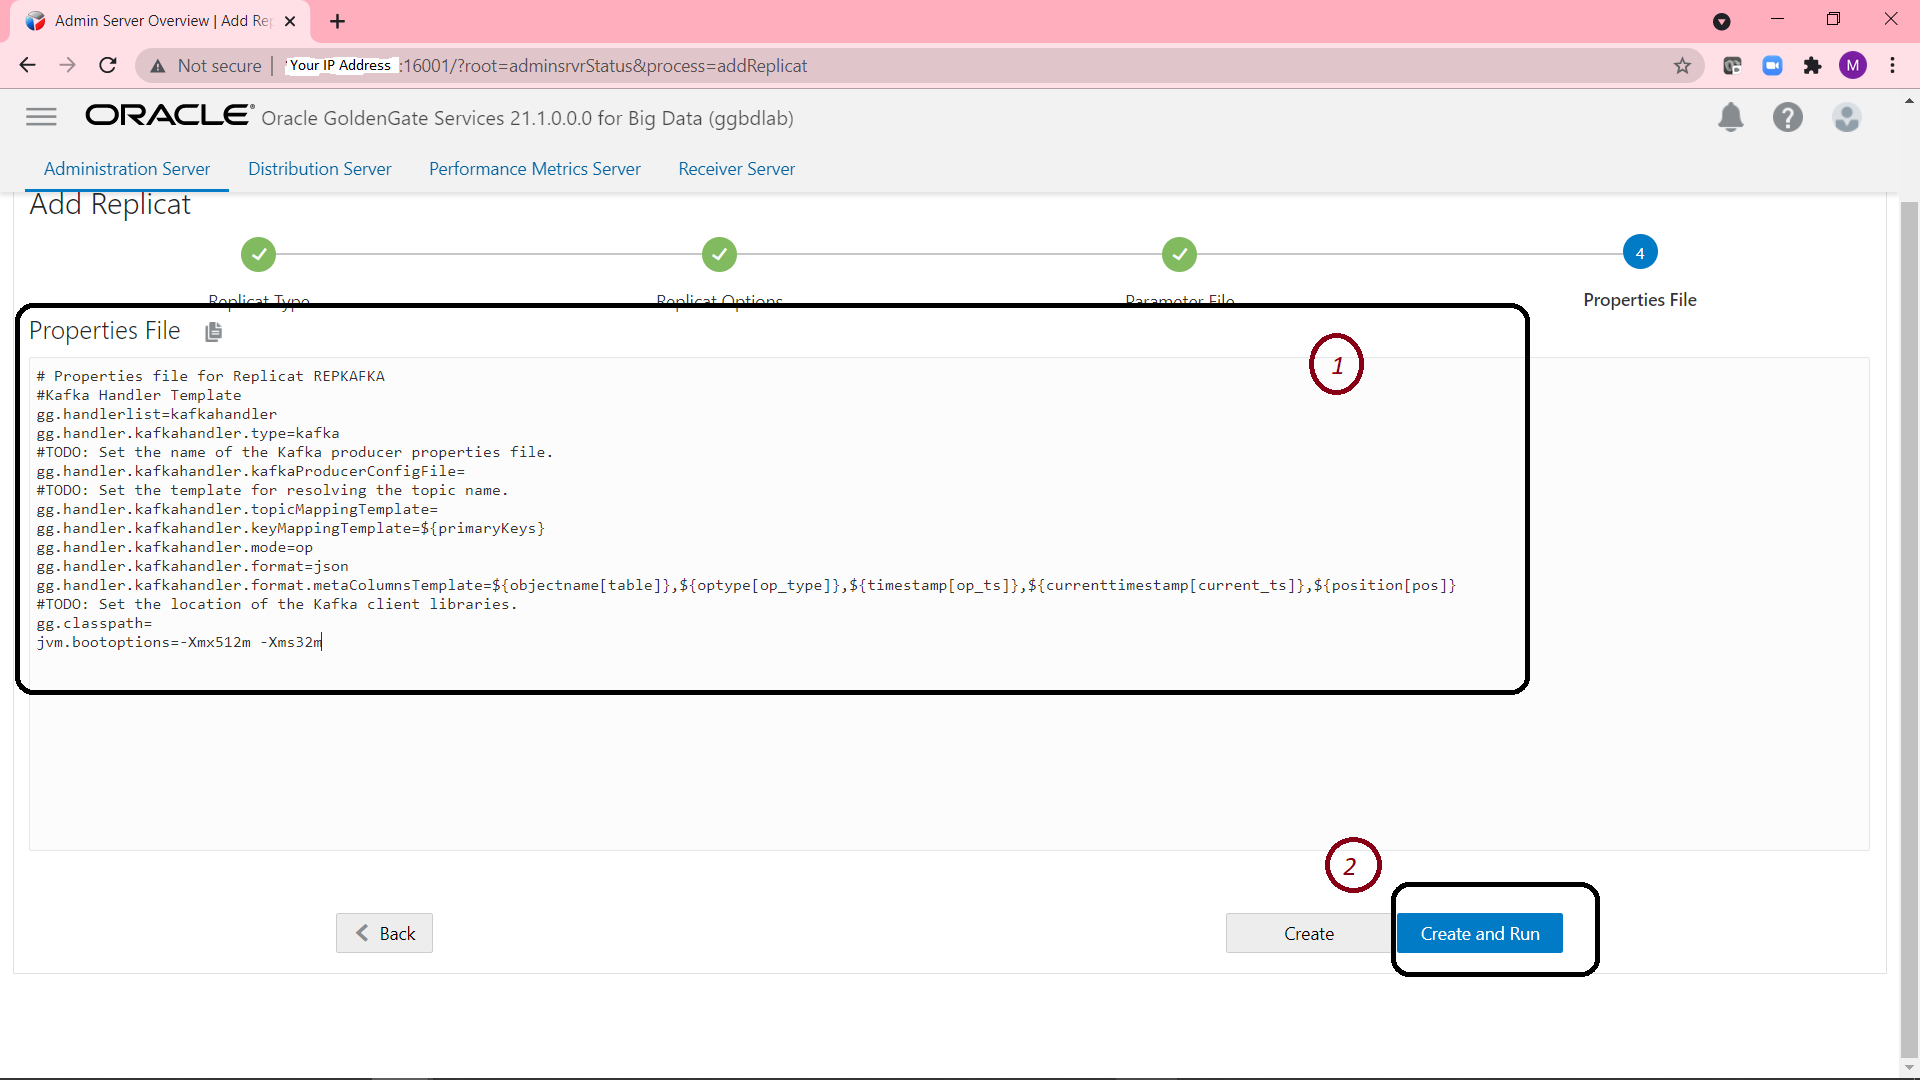 Admin Server Overview | Add Rep
Not secure | Your IP Address :16001/?root=adminsrvrStatus&process=addReplicat
M
ORACLE Oracle GoldenGate Services 21.1.0.0.0 for Big Data (ggbdlab)
Administration Server Distribution Server Performance Metrics Server Receiver Server
Add Replicat
4
Replicat Type Replicat Options Parameter File Properties File
Properties File
1
# Properties file for Replicat REPKAFKA
#Kafka Handler Template
gg.handlerlist=kafkahandler
gg.handler.kafkahandler.type=kafka
#TODO: Set the name of the Kafka producer properties file.
gg.handler.kafkahandler.kafkaProducerConfigFile=
#TODO: Set the template for resolving the topic name.
gg.handler.kafkahandler.topicMappingTemplate=
gg.handler.kafkahandler.keyMappingTemplate=${primaryKeys}
gg.handler.kafkahandler.mode=op
gg.handler.kafkahandler.format=json
gg.handler.kafkahandler.format.metaColumnsTemplate=${objectname[table]},${optype[op_type]},${timestamp[op_ts]},${currenttimestamp[current_ts]},${position[pos]}
#TODO: Set the location of the Kafka client libraries.
gg.classpath=
jvm.bootoptions=-Xmx512m -Xms32m
2
Back Create Create and Run